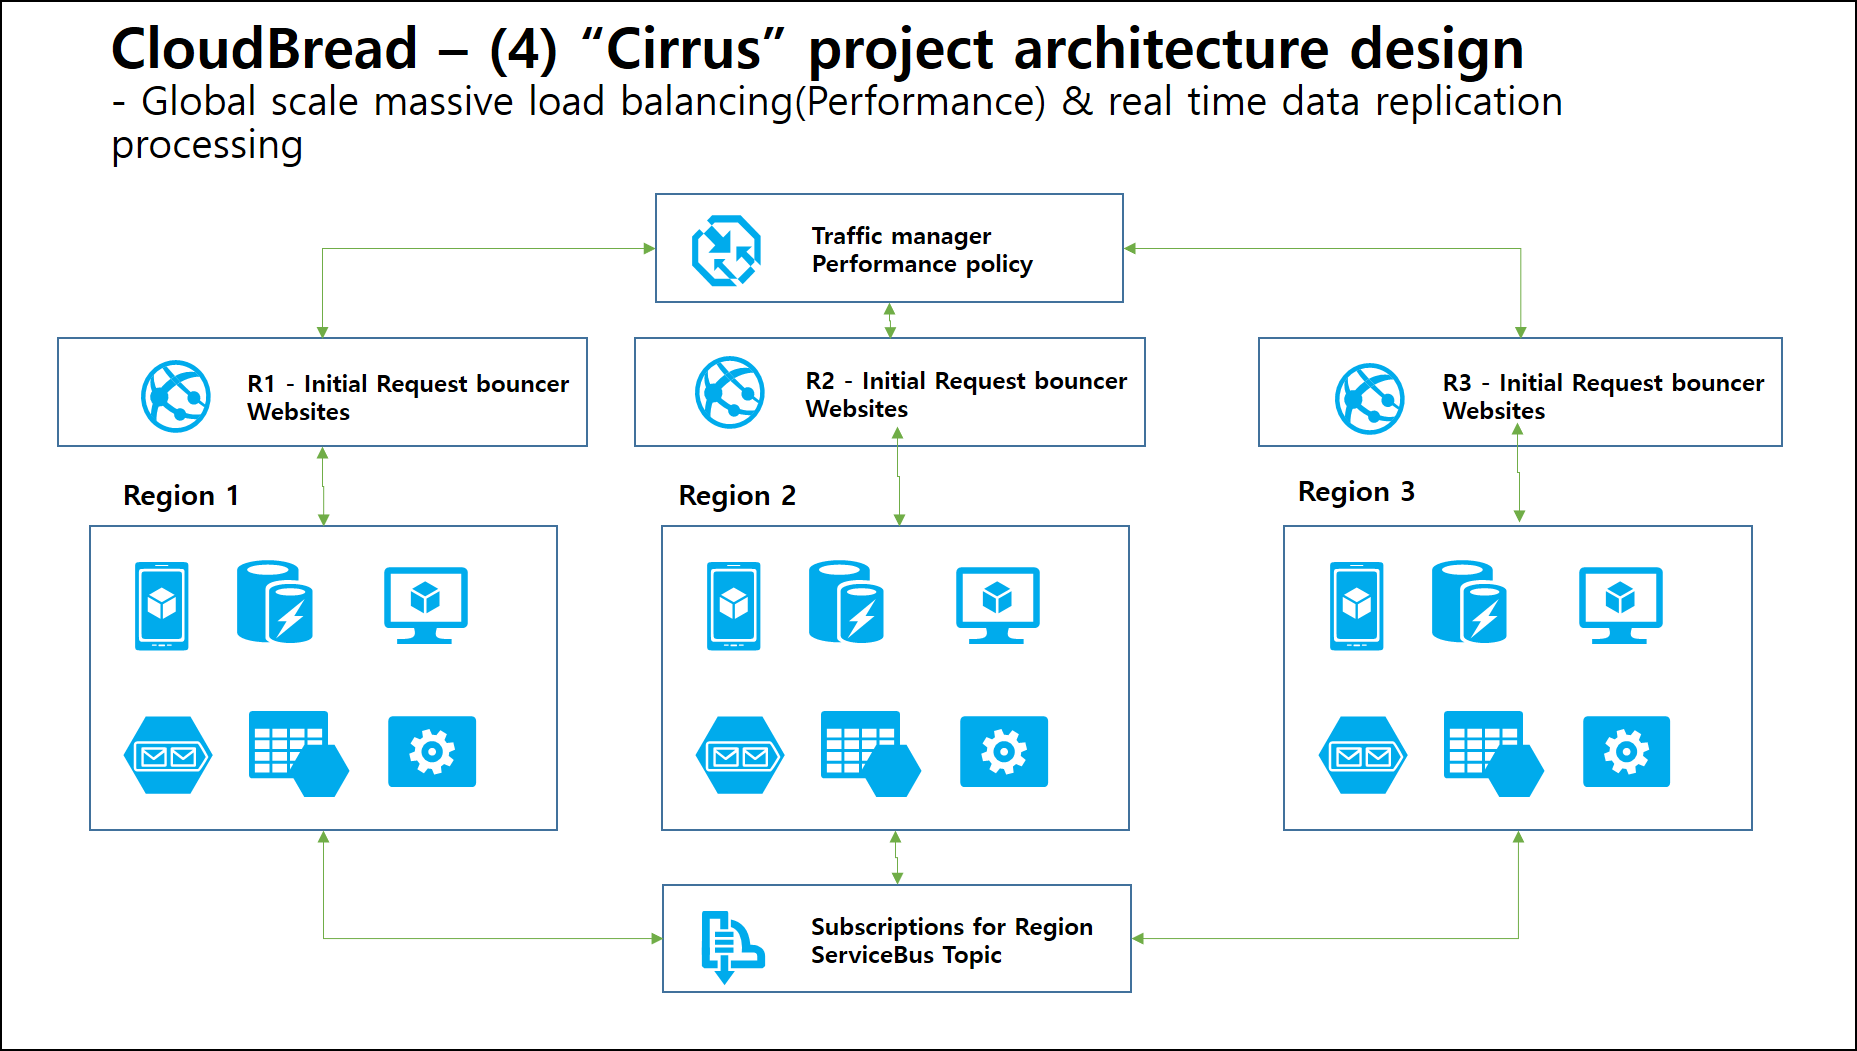 CloudBread – (4) “Cirrus” project architecture design
- Global scale massive load balancing(Performance) & real time data replication
processing
Traffic manager
Performance policy
R1 - Initial Request bouncer
Websites
R2 - Initial Request bouncer
Websites
R3 - Initial Request bouncer
Websites
Region 1
Region 2
Region 3
Subscriptions for Region
ServiceBus Topic